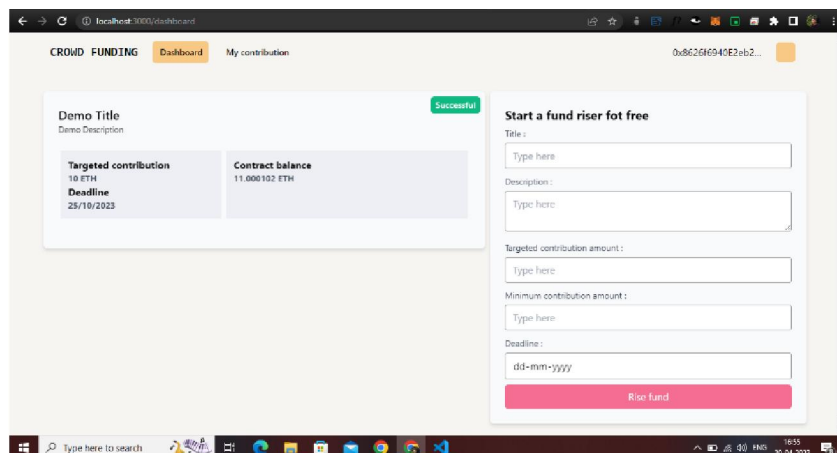 localhost:3000/dashboard
CROWD FUNDING Dashboard My contribution 0x8626f6940E2eb2...
Successful
Demo Title
Demo Description
Targeted contribution
10 ETH
Deadline
25/10/2023
Contract balance
11.000102 ETH
Start a fund riser fot free
Title :
Type here
Description :
Type here
Targeted contribution amount :
Type here
Minimum contribution amount :
Type here
Deadline :
dd-mm-yyyy
Rise fund
Type here to search
ENG
16:55